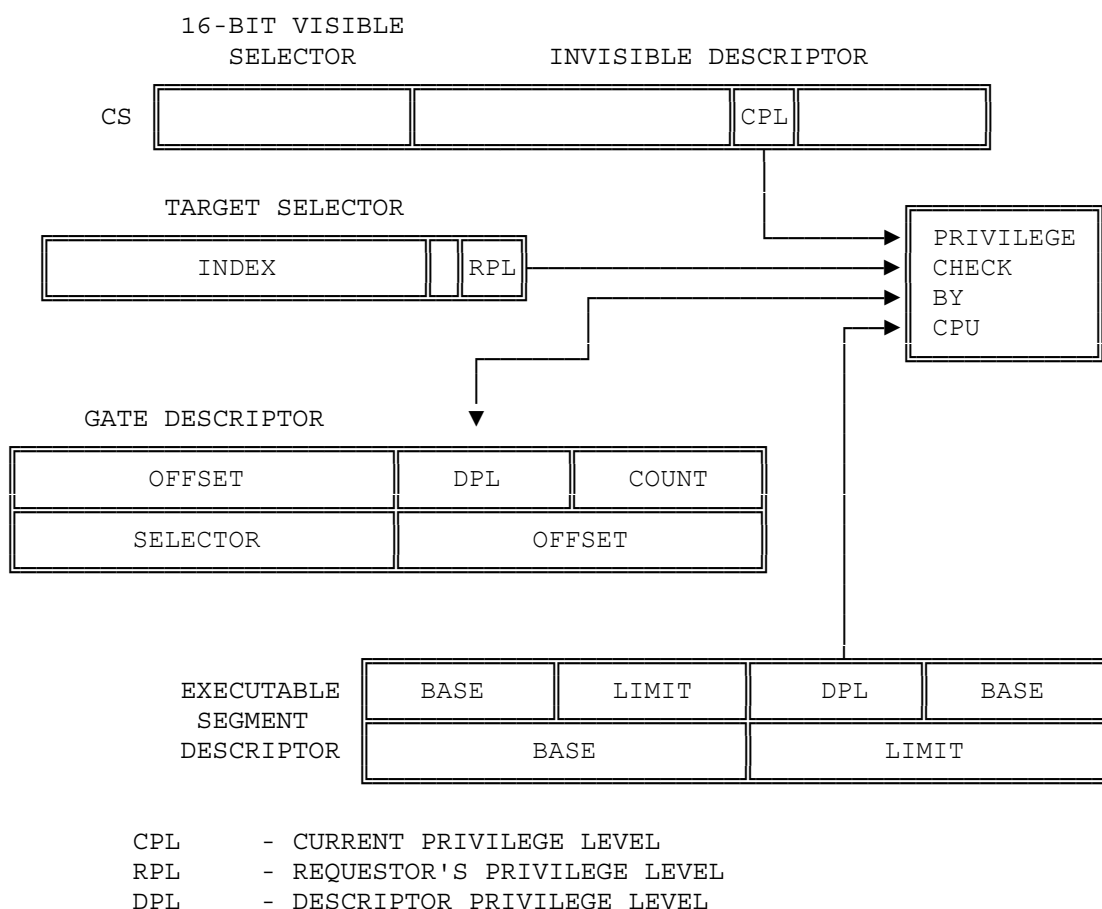 16-BIT VISIBLE
SELECTOR INVISIBLE DESCRIPTOR
CS CPL
TARGET SELECTOR
INDEX RPL
PRIVILEGE
CHECK
BY
CPU
GATE DESCRIPTOR
OFFSET DPL COUNT
SELECTOR OFFSET
EXECUTABLE BASE LIMIT DPL BASE
SEGMENT
DESCRIPTOR BASE LIMIT
CPL - CURRENT PRIVILEGE LEVEL
RPL - REQUESTOR'S PRIVILEGE LEVEL
DPL - DESCRIPTOR PRIVILEGE LEVEL